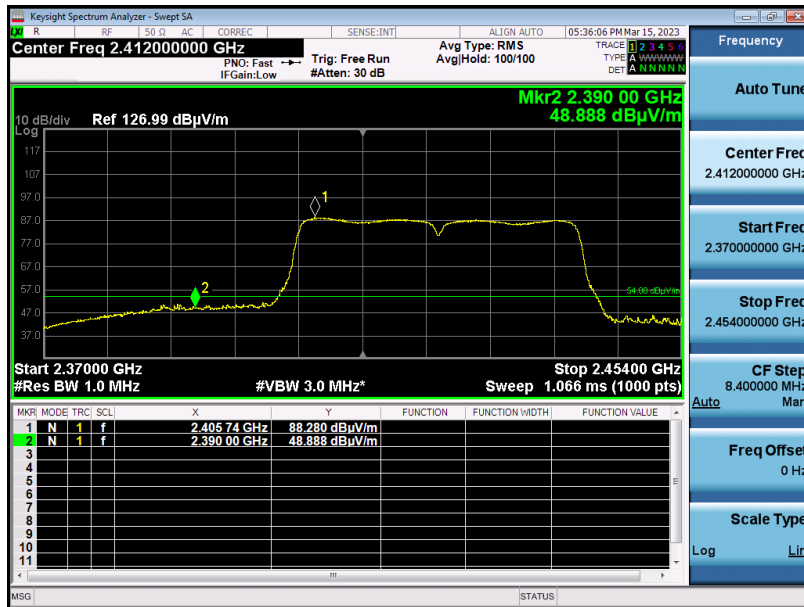 Keysight Spectrum Analyzer - Swept SA
LXI R RF 50 Ω AC CORREC SENSE:INT ALIGN AUTO 05:36:06 PM Mar 15, 2023
Center Freq 2.412000000 GHz
PNO: Fast
IFGain:Low
Trig: Free Run
#Atten: 30 dB
Avg Type: RMS
Avg|Hold: 100/100
TRACE 1 2 3 4 5 6
TYPE A WWWWW
DET A N N N N N
Mkr2 2.390 00 GHz
48.888 dBµV/m
10 dB/div Ref 126.99 dBµV/m
Log
117
107
97.0
87.0
77.0
67.0
57.0
47.0
37.0
1
2
54.00 dBµV/m
Start 2.37000 GHz Stop 2.45400 GHz
#Res BW 1.0 MHz #VBW 3.0 MHz* Sweep 1.066 ms (1000 pts)
MKR MODE TRC SCL X Y FUNCTION FUNCTION WIDTH FUNCTION VALUE
1 N 1 f 2.405 74 GHz 88.280 dBµV/m
2 N 1 f 2.390 00 GHz 48.888 dBµV/m
3
4
5
6
7
8
9
10
11
MSG STATUS
Frequency
Auto Tune
Center Freq
2.412000000 GHz
Start Freq
2.370000000 GHz
Stop Freq
2.454000000 GHz
CF Step
8.400000 MHz
Auto Man
Freq Offset
0 Hz
Scale Type
Log Lin